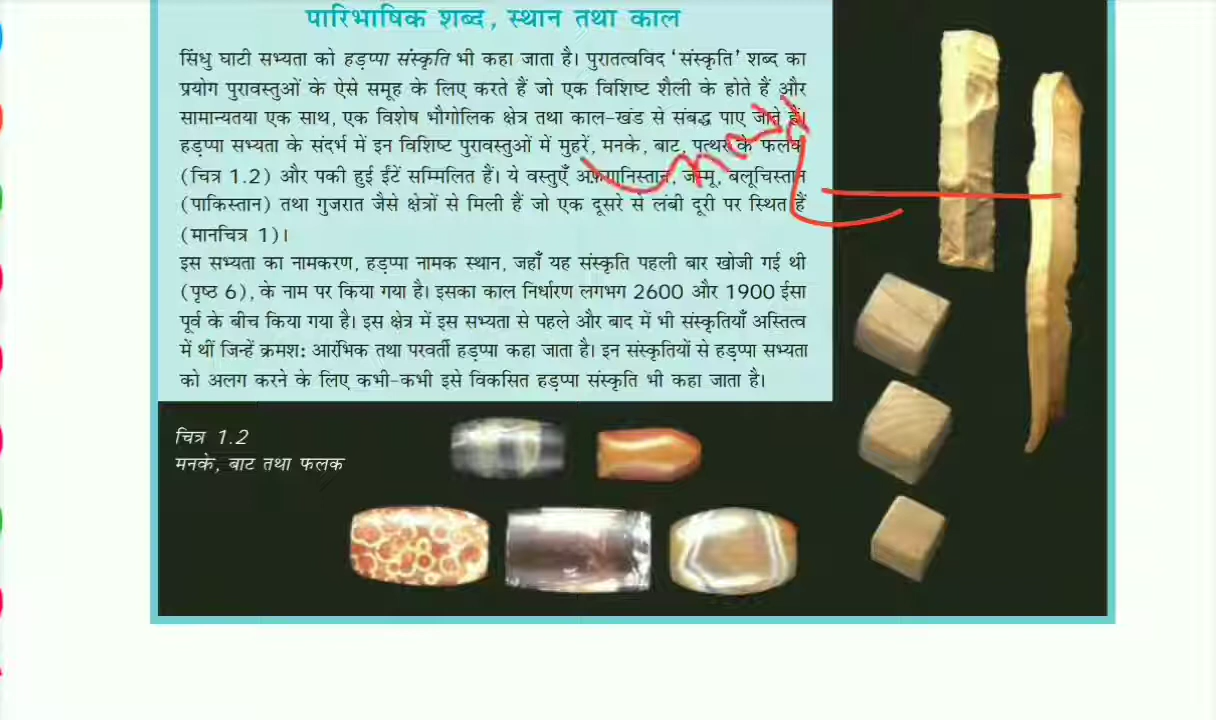 पारिभाषिक शब्द, स्थान तथा काल
सिंधु घाटी सभ्यता को हड़प्पा संस्कृति भी कहा जाता है। पुरातत्वविद 'संस्कृति' शब्द का
प्रयोग पुरावस्तुओं के ऐसे समूह के लिए करते हैं जो एक विशिष्ट शैली के होते हैं और
सामान्यतया एक साथ, एक विशेष भौगोलिक क्षेत्र तथा काल-खंड से संबद्ध पाए जाते हैं।
हड़प्पा सभ्यता के संदर्भ में इन विशिष्ट पुरावस्तुओं में मुहरें, मनके, बाट, पत्थर के फलक
(चित्र 1.2) और पकी हुई ईंटें सम्मिलित हैं। ये वस्तुएँ अफ़गानिस्तान, जम्मू, बलूचिस्तान
(पाकिस्तान) तथा गुजरात जैसे क्षेत्रों से मिली हैं जो एक दूसरे से लंबी दूरी पर स्थित हैं
(मानचित्र 1)।
इस सभ्यता का नामकरण, हड़प्पा नामक स्थान, जहाँ यह संस्कृति पहली बार खोजी गई थी
(पृष्ठ 6), के नाम पर किया गया है। इसका काल निर्धारण लगभग 2600 और 1900 ईसा
पूर्व के बीच किया गया है। इस क्षेत्र में इस सभ्यता से पहले और बाद में भी संस्कृतियाँ अस्तित्व
में थीं जिन्हें क्रमश: आरंभिक तथा परवर्ती हड़प्पा कहा जाता है। इन संस्कृतियों से हड़प्पा सभ्यता
को अलग करने के लिए कभी-कभी इसे विकसित हड़प्पा संस्कृति भी कहा जाता है।
चित्र 1.2
मनके, बाट तथा फलक